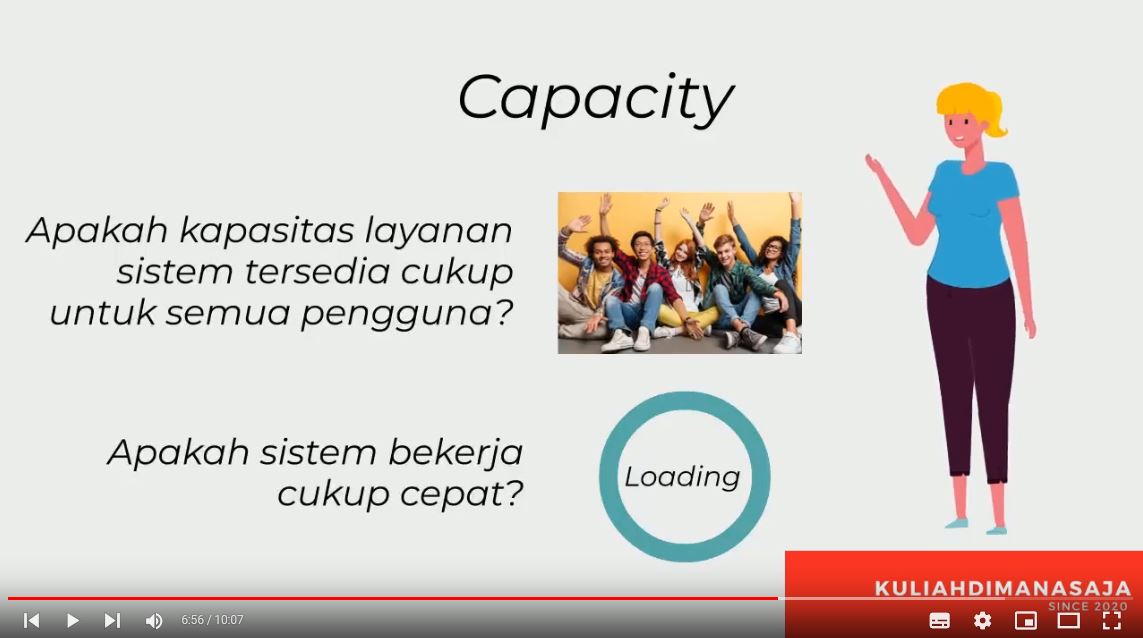 Capacity
Apakah kapasitas layanan
sistem tersedia cukup
untuk semua pengguna?
Apakah sistem bekerja
cukup cepat?
Loading
KULIAHDIMANASAJA
SINCE 2020
6:56 / 10:07